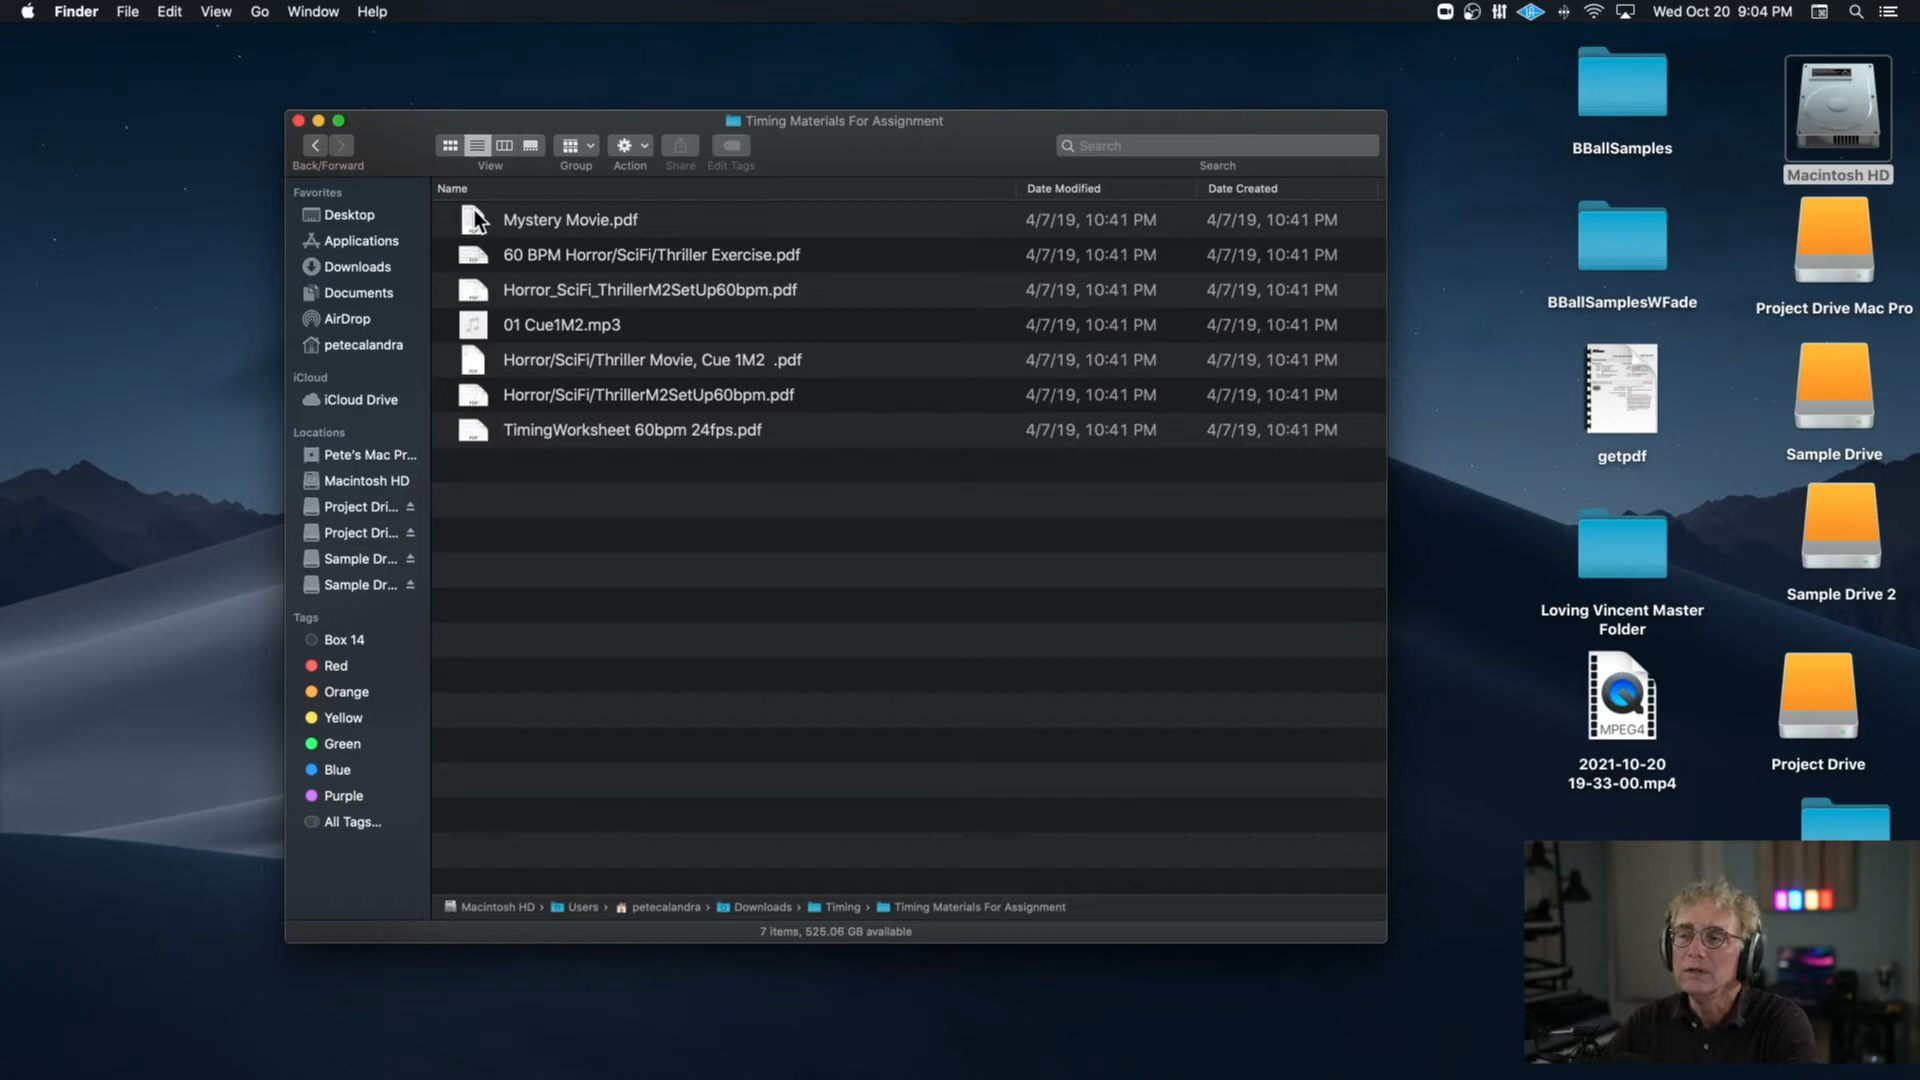 Finder File Edit View Go Window Help
Wed Oct 20 9:04 PM
Timing Materials For Assignment
Search
Back/Forward View Group Action Share Edit Tags Search
Name Date Modified Date Created
Mystery Movie.pdf 4/7/19, 10:41 PM 4/7/19, 10:41 PM
60 BPM Horror/SciFi/Thriller Exercise.pdf 4/7/19, 10:41 PM 4/7/19, 10:41 PM
Horror_SciFi_ThrillerM2SetUp60bpm.pdf 4/7/19, 10:41 PM 4/7/19, 10:41 PM
01 Cue1M2.mp3 4/7/19, 10:41 PM 4/7/19, 10:41 PM
Horror/SciFi/Thriller Movie, Cue 1M2 .pdf 4/7/19, 10:41 PM 4/7/19, 10:41 PM
Horror/SciFi/ThrillerM2SetUp60bpm.pdf 4/7/19, 10:41 PM 4/7/19, 10:41 PM
TimingWorksheet 60bpm 24fps.pdf 4/7/19, 10:41 PM 4/7/19, 10:41 PM
Favorites
Desktop
Applications
Downloads
Documents
AirDrop
petecalandra
iCloud
iCloud Drive
Locations
Pete's Mac Pr...
Macintosh HD
Project Dri...
Project Dri...
Sample Dr...
Sample Dr...
Tags
Box 14
Red
Orange
Yellow
Green
Blue
Purple
All Tags...
Macintosh HD › Users › petecalandra › Downloads › Timing › Timing Materials For Assignment
7 items, 525.06 GB available
BBallSamples
Macintosh HD
BBallSamplesWFade
Project Drive Mac Pro
getpdf
Sample Drive
Loving Vincent Master
Folder
Sample Drive 2
MPEG4
2021-10-20
19-33-00.mp4
Project Drive